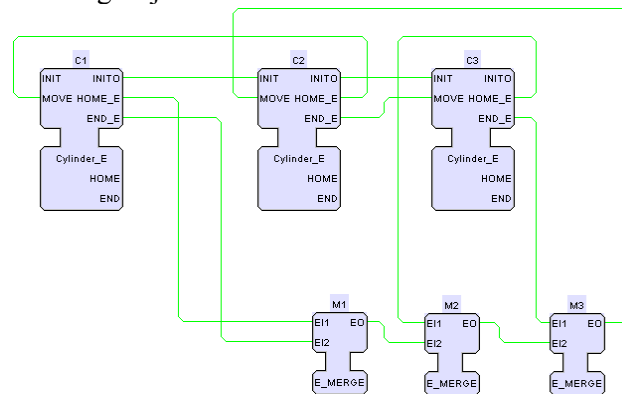 C1
C2
C3
INIT INITO
INIT INITO
INIT INITO
MOVE HOME_E
MOVE HOME_E
MOVE HOME_E
END_E
END_E
END_E
Cylinder_E
Cylinder_E
Cylinder_E
HOME
HOME
HOME
END
END
END
M1
M2
M3
EI1 EO
EI1 EO
EI1 EO
EI2
EI2
EI2
E_MERGE
E_MERGE
E_MERGE